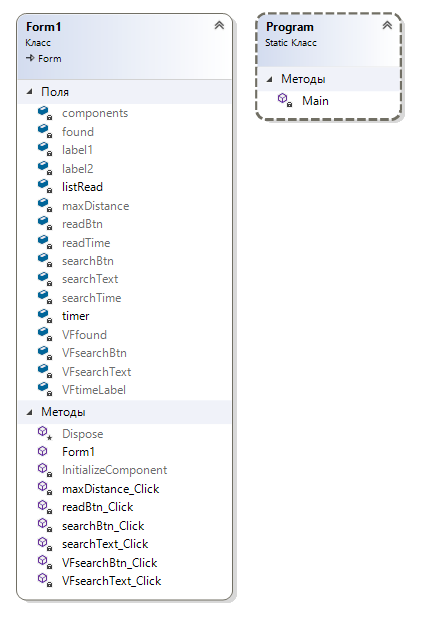 Form1
Класс
Form
Поля
components
found
label1
label2
listRead
maxDistance
readBtn
readTime
searchBtn
searchText
searchTime
timer
VFfound
VFsearchBtn
VFsearchText
VFtimeLabel
Методы
Dispose
Form1
InitializeComponent
maxDistance_Click
readBtn_Click
searchBtn_Click
searchText_Click
VFsearchBtn_Click
VFsearchText_Click
Program
Static Класс
Методы
Main